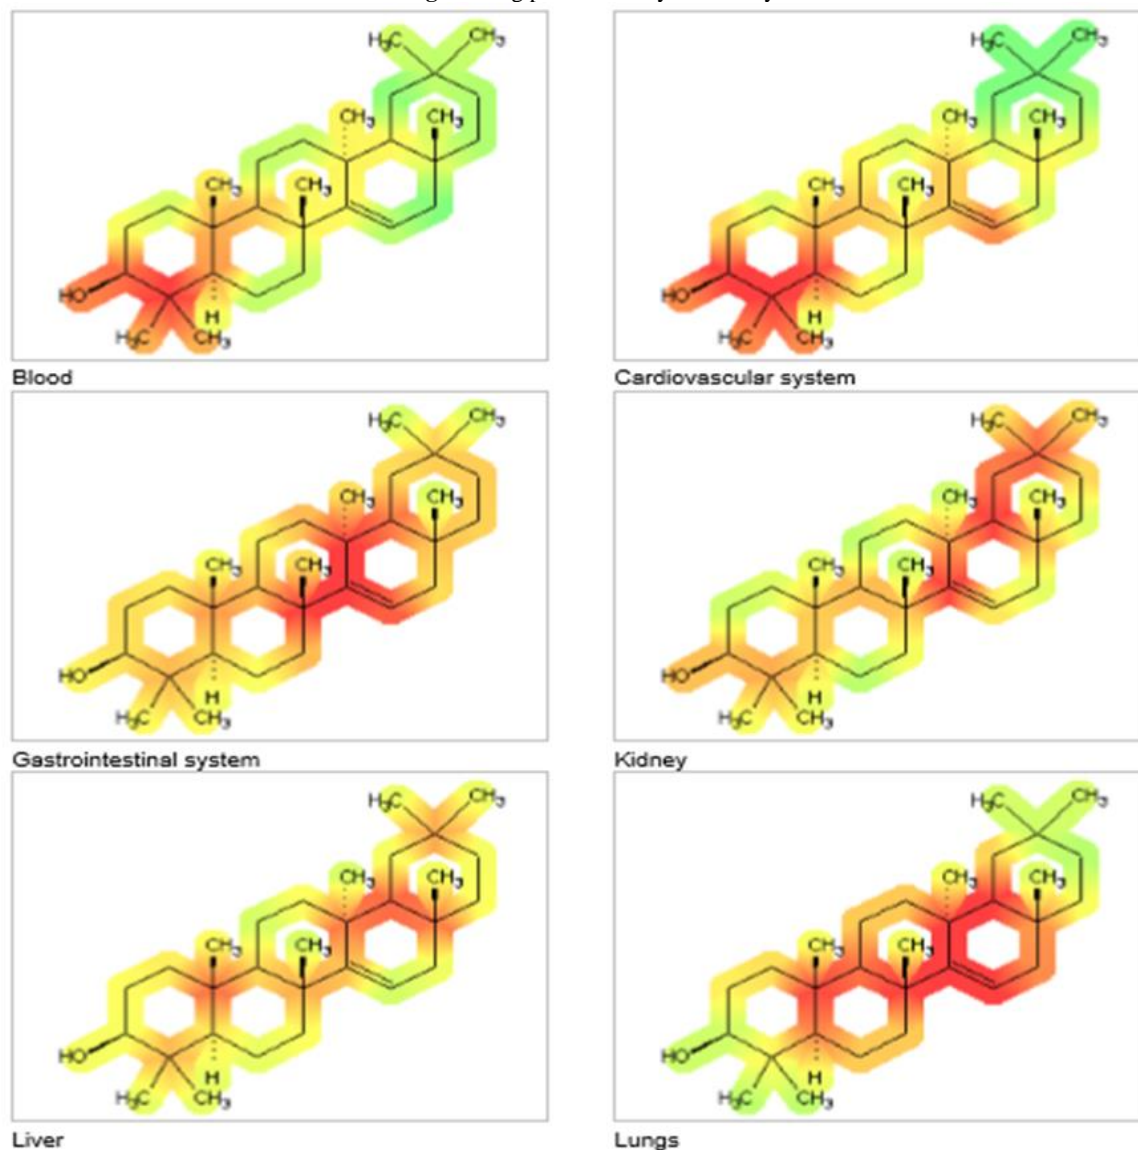 H₃C CH₃
CH₃ CH₃
CH₃ CH₃
HO
H
H₃C CH₃
Blood
H₃C CH₃
CH₃ CH₃
CH₃ CH₃
HO
H
H₃C CH₃
Cardiovascular system
H₃C CH₃
CH₃ CH₃
CH₃ CH₃
HO
H
H₃C CH₃
Gastrointestinal system
H₃C CH₃
CH₃ CH₃
CH₃ CH₃
HO
H
H₃C CH₃
Kidney
H₃C CH₃
CH₃ CH₃
CH₃ CH₃
HO
H
H₃C CH₃
Liver
H₃C CH₃
CH₃ CH₃
CH₃ CH₃
HO
H
H₃C CH₃
Lungs